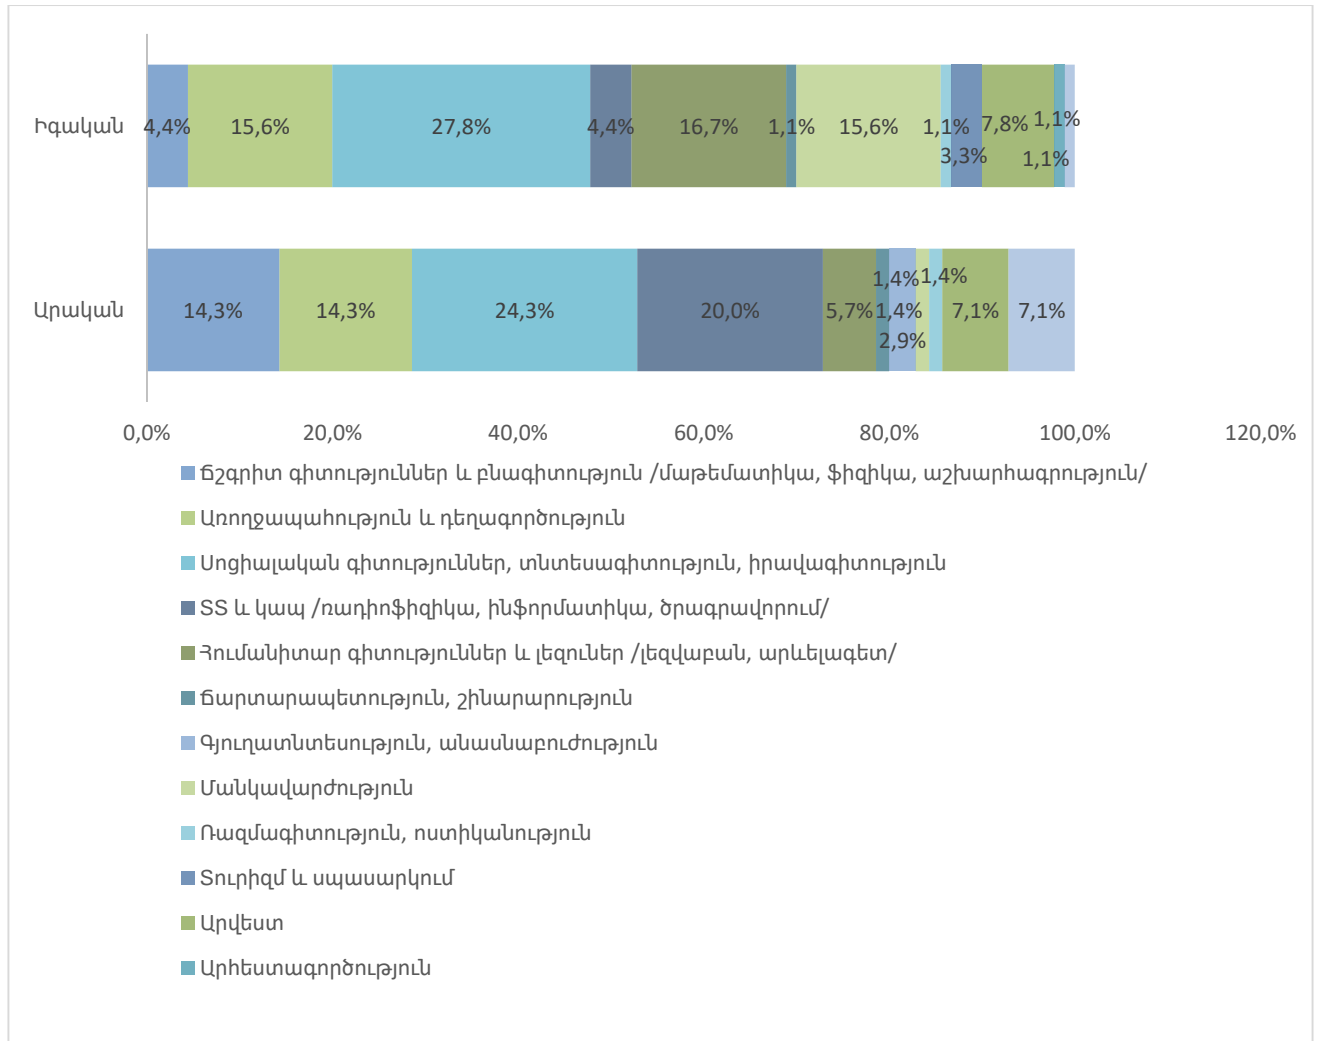 Իգական
4,4%
15,6%
27,8%
4,4%
16,7%
1,1%
15,6%
1,1%
3,3%
7,8%
1,1%
1,1%
Արական
14,3%
14,3%
24,3%
20,0%
5,7%
1,4%
1,4%
2,9%
1,4%
7,1%
7,1%
0,0%
20,0%
40,0%
60,0%
80,0%
100,0%
120,0%
Ճշգրիտ գիտություններ և բնագիտություն /մաթեմատիկա, ֆիզիկա, աշխարհագրություն/
Առողջապահություն և դեղագործություն
Սոցիալական գիտություններ, տնտեսագիտություն, իրավագիտություն
ՏՏ և կապ /ռադիոֆիզիկա, ինֆորմատիկա, ծրագրավորում/
Հումանիտար գիտություններ և լեզուներ /լեզվաբան, արևելագետ/
Ճարտարապետություն, շինարարություն
Գյուղատնտեսություն, անասնաբուժություն
Մանկավարժություն
Ռազմագիտություն, ոստիկանություն
Տուրիզմ և սպասարկում
Արվեստ
Արհեստագործություն